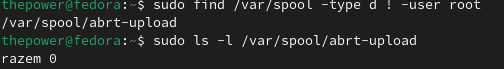 thepower@fedora:~$ sudo find /var/spool -type d ! -user root
/var/spool/abrt-upload
thepower@fedora:~$ sudo ls -l /var/spool/abrt-upload
razem 0